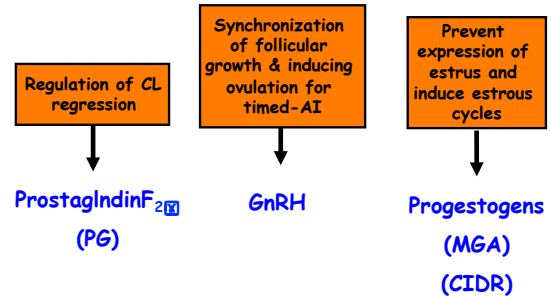 Regulation of CL
regression
ProstaglndinF2
(PG)
Synchronization
of follicular
growth & inducing
ovulation for
timed-AI
GnRH
Prevent
expression of
estrus and
induce estrous
cycles
Progestogens
(MGA)
(CIDR)